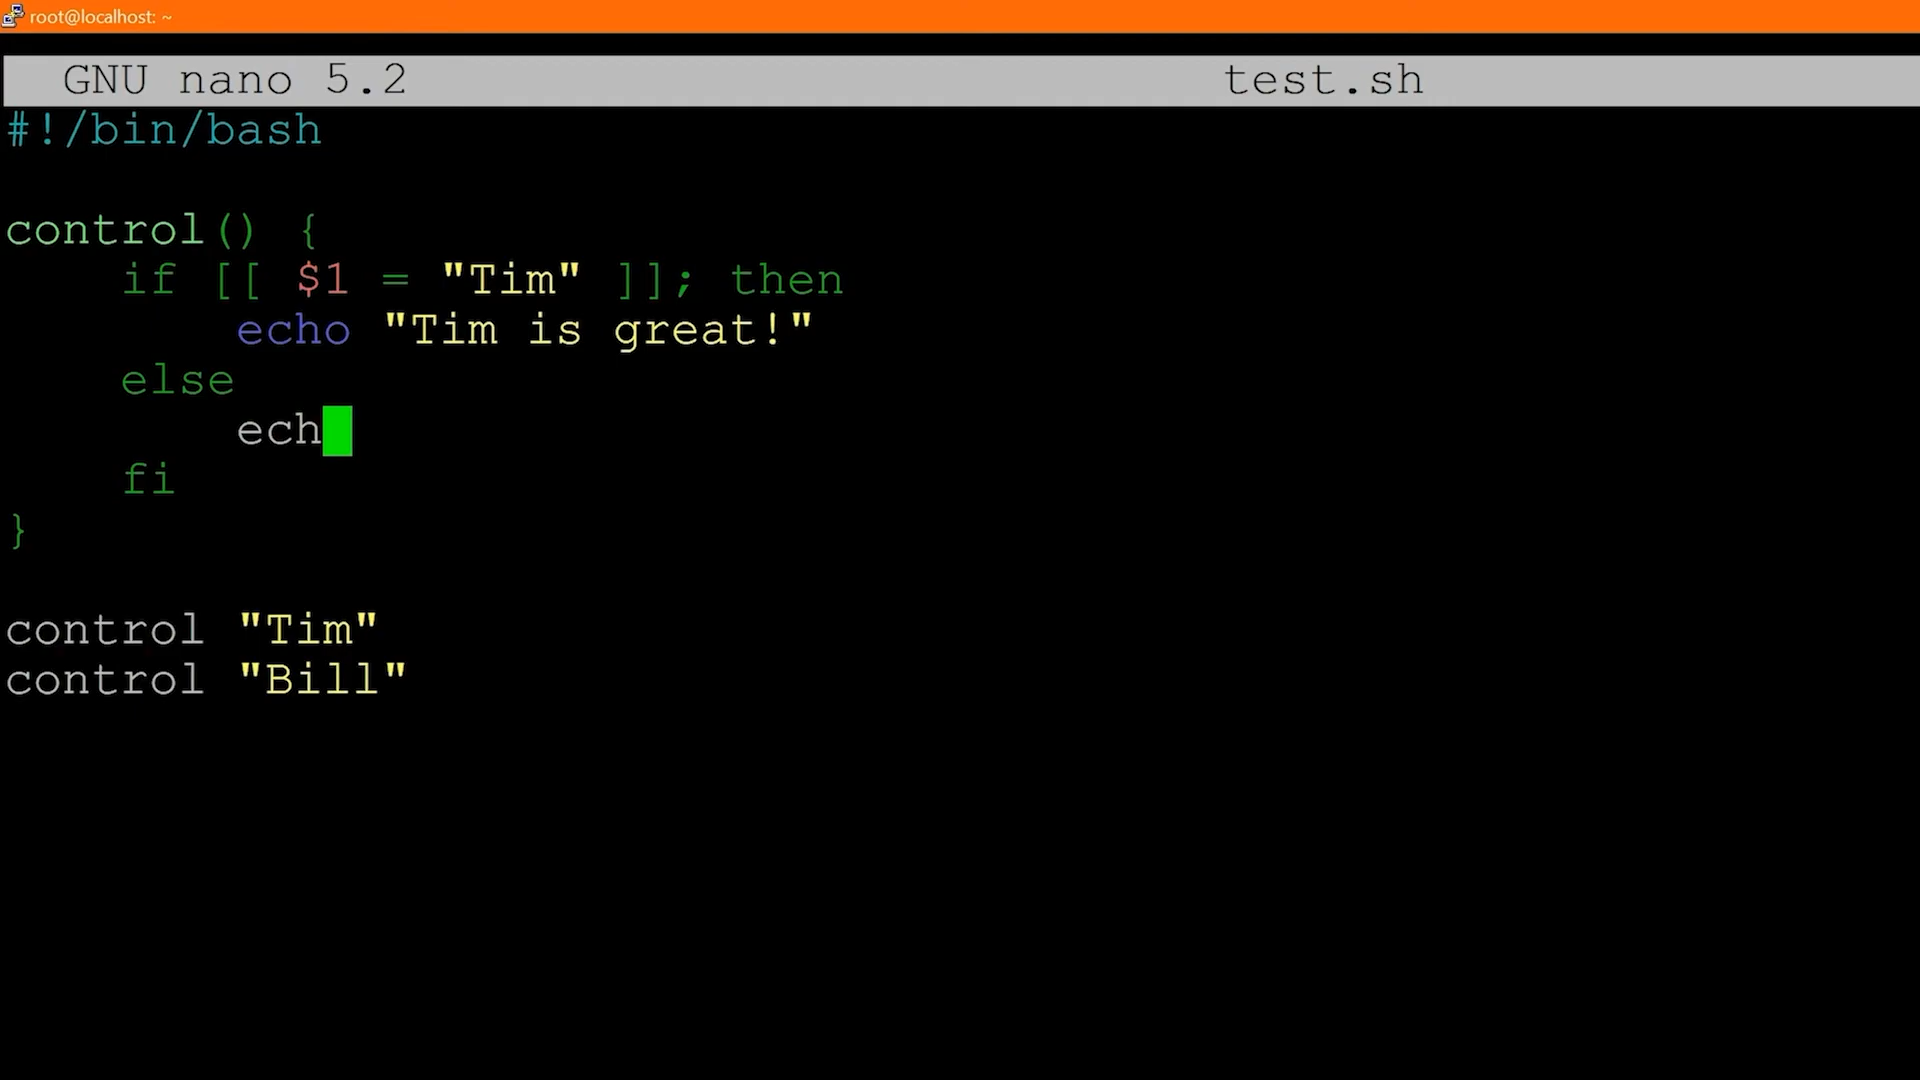 root@localhost: ~
GNU nano 5.2 test.sh
#!/bin/bash
control() {
if [[ $1 = "Tim" ]]; then
echo "Tim is great!"
else
ech
fi
}
control "Tim"
control "Bill"